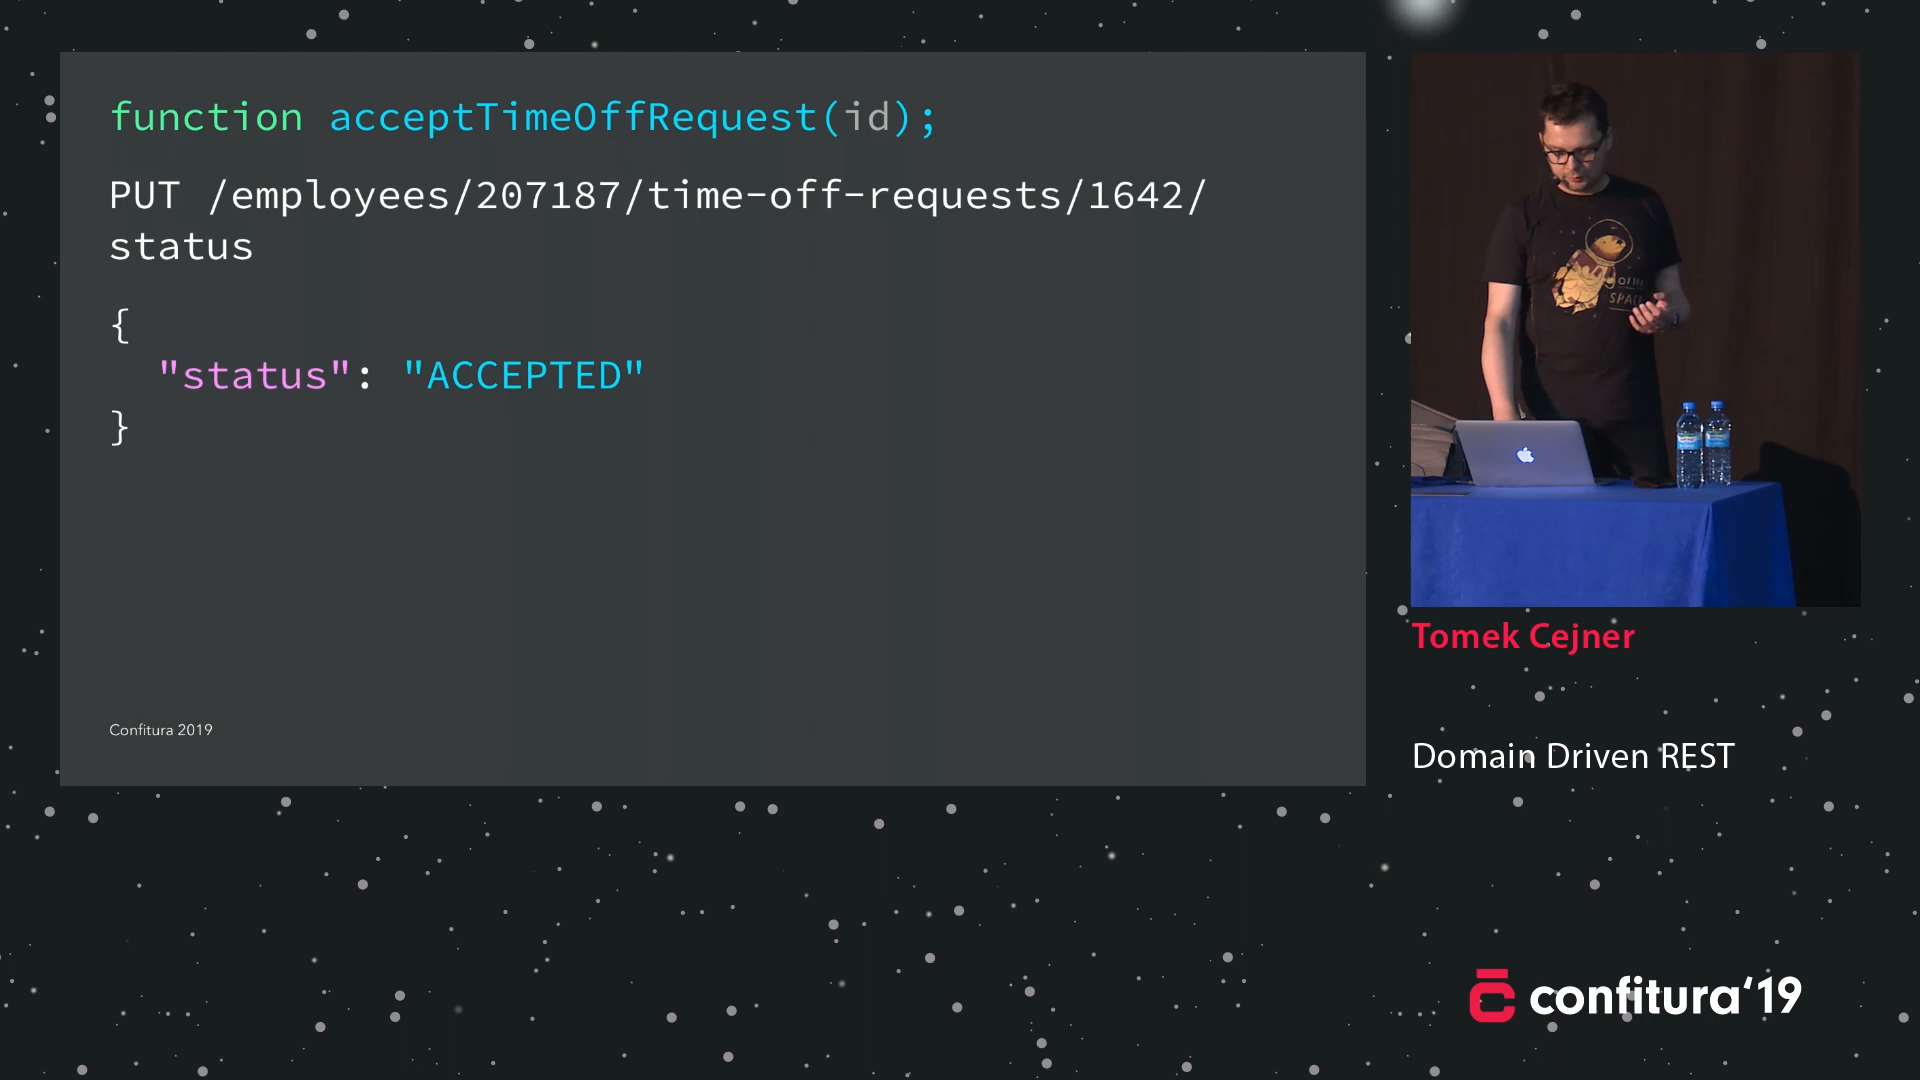 function acceptTimeOffRequest(id);
PUT /employees/207187/time-off-requests/1642/
status
{
"status": "ACCEPTED"
}
Confitura 2019
SPACE
Tomek Cejner
Domain Driven REST
confitura‘19